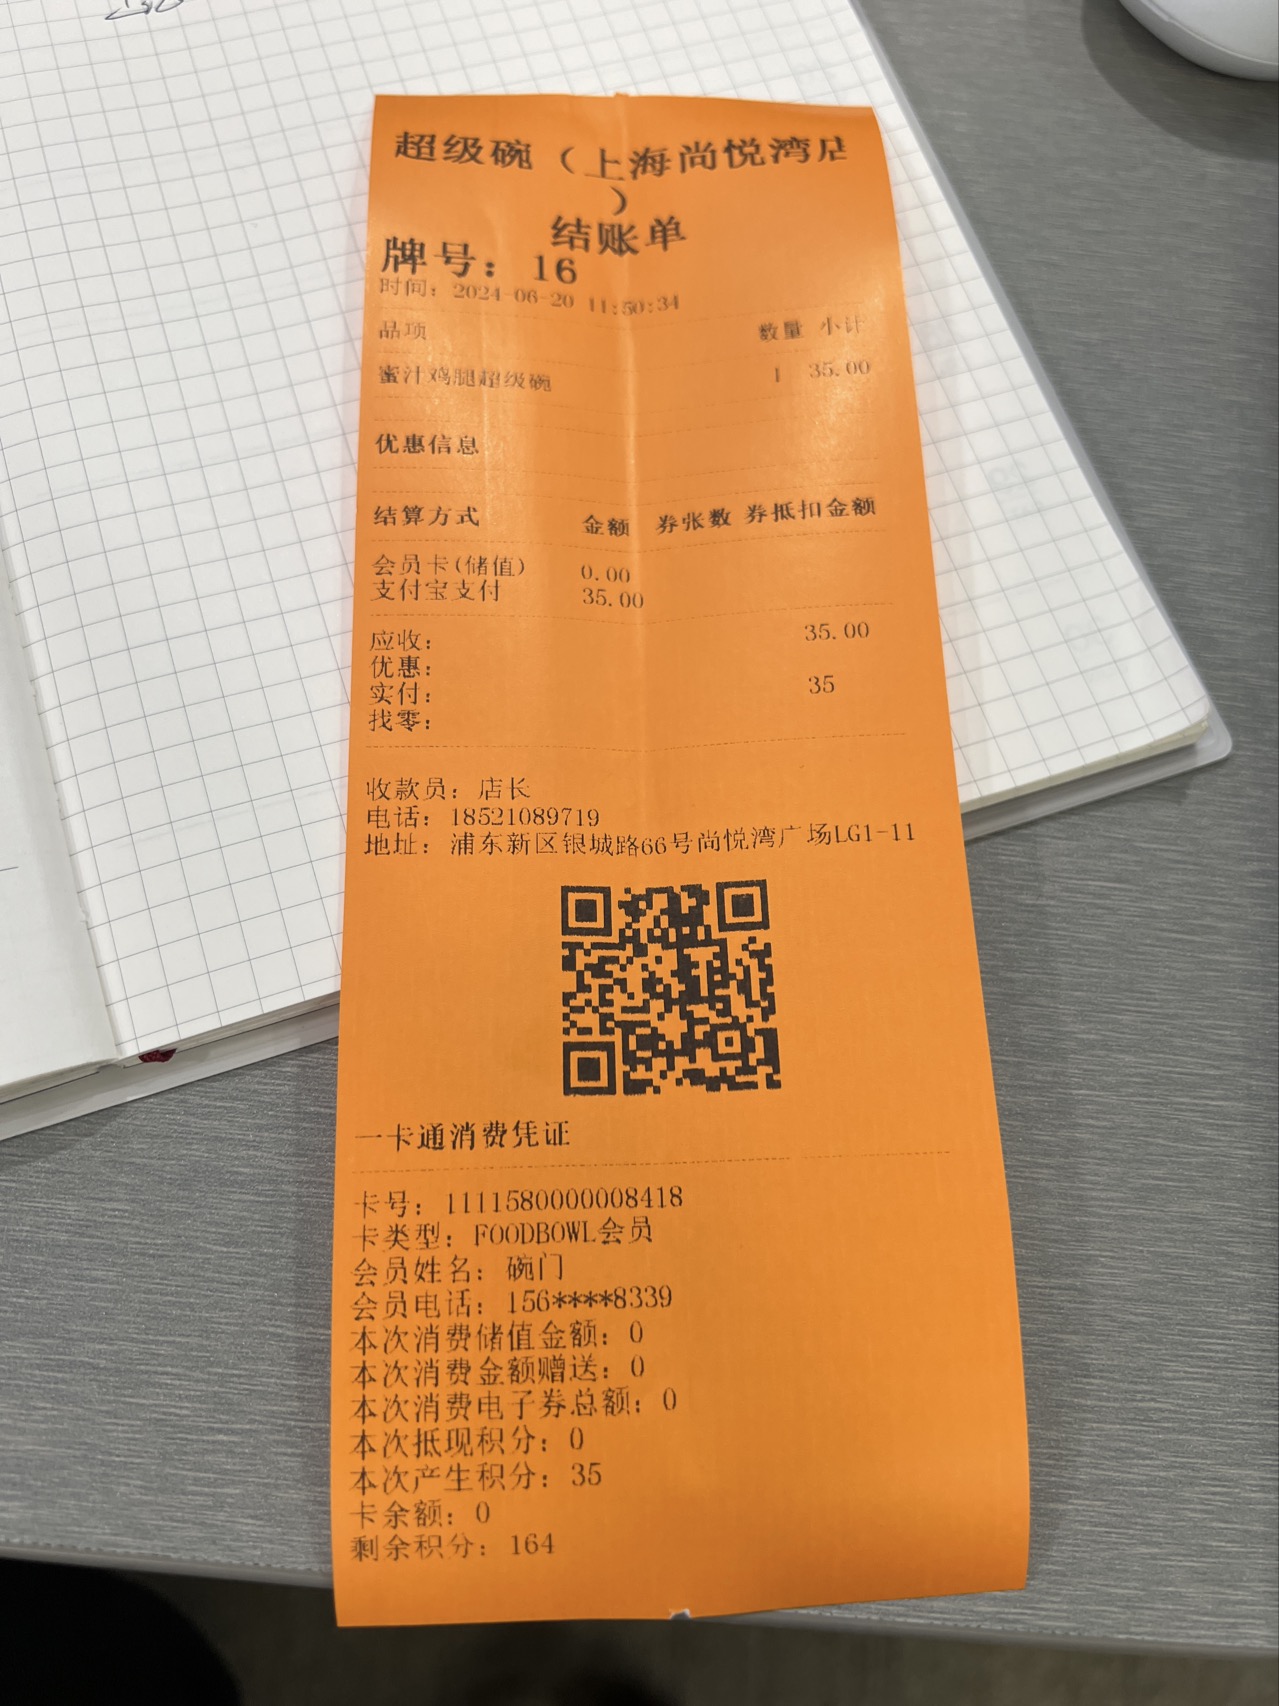 超级碗（上海尚悦湾店
）
结账单
牌号：16
时间：2024-06-20 11:50:34
品项 数量 小计
蜜汁鸡腿超级碗 1 35.00
优惠信息
结算方式 金额 券张数 券抵扣金额
会员卡(储值) 0.00
支付宝支付 35.00
应收： 35.00
优惠：
实付： 35
找零：
收款员：店长
电话：18521089719
地址：浦东新区银城路66号尚悦湾广场LG1-11
一卡通消费凭证
卡号：1111580000008418
卡类型：FOODBOWL会员
会员姓名：碗门
会员电话：156****8339
本次消费储值金额：0
本次消费金额赠送：0
本次消费电子券总额：0
本次抵现积分：0
本次产生积分：35
卡余额：0
剩余积分：164